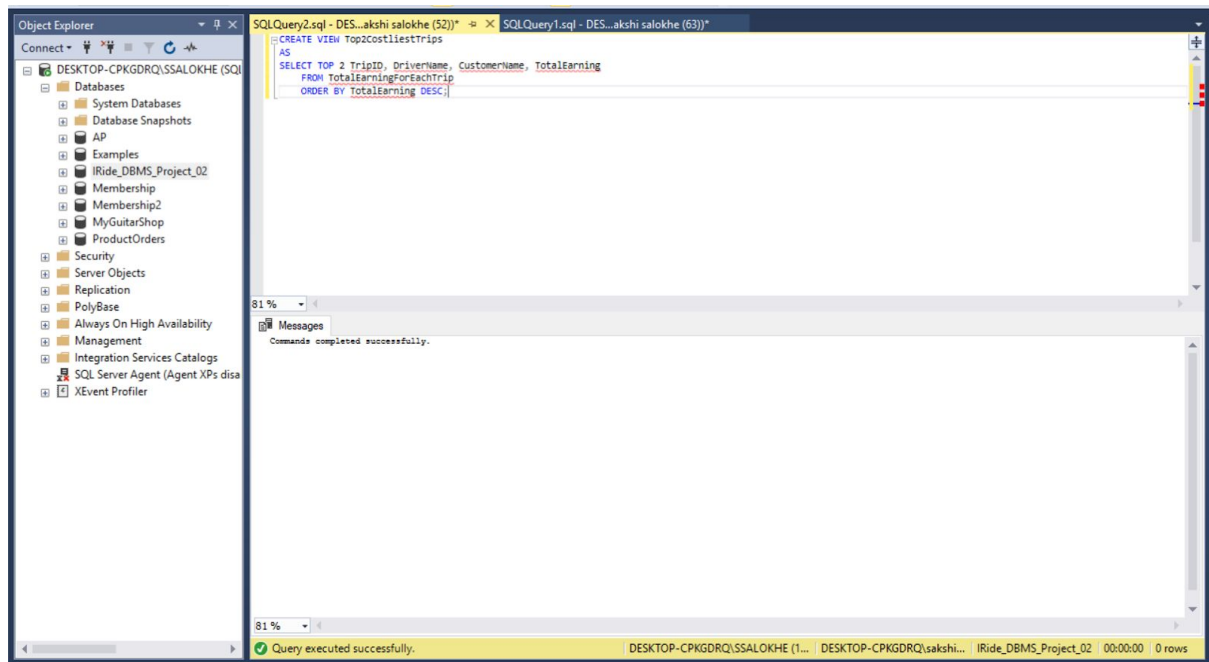 Object Explorer
Connect
DESKTOP-CPKGDRQ\SSALOKHE (SQL
Databases
System Databases
Database Snapshots
AP
Examples
IRide_DBMS_Project_02
Membership
Membership2
MyGuitarShop
ProductOrders
Security
Server Objects
Replication
PolyBase
Always On High Availability
Management
Integration Services Catalogs
SQL Server Agent (Agent XPs disa
XEvent Profiler
SQLQuery2.sql - DES...akshi salokhe (52))* SQLQuery1.sql - DES...akshi salokhe (63))*
CREATE VIEW Top2CostliestTrips
AS
SELECT TOP 2 TripID, DriverName, CustomerName, TotalEarning
FROM TotalEarningForEachTrip
ORDER BY TotalEarning DESC;
81 %
Messages
Commands completed successfully.
81 %
Query executed successfully. DESKTOP-CPKGDRQ\SSALOKHE (1... DESKTOP-CPKGDRQ\sakshi... IRide_DBMS_Project_02 00:00:00 0 rows